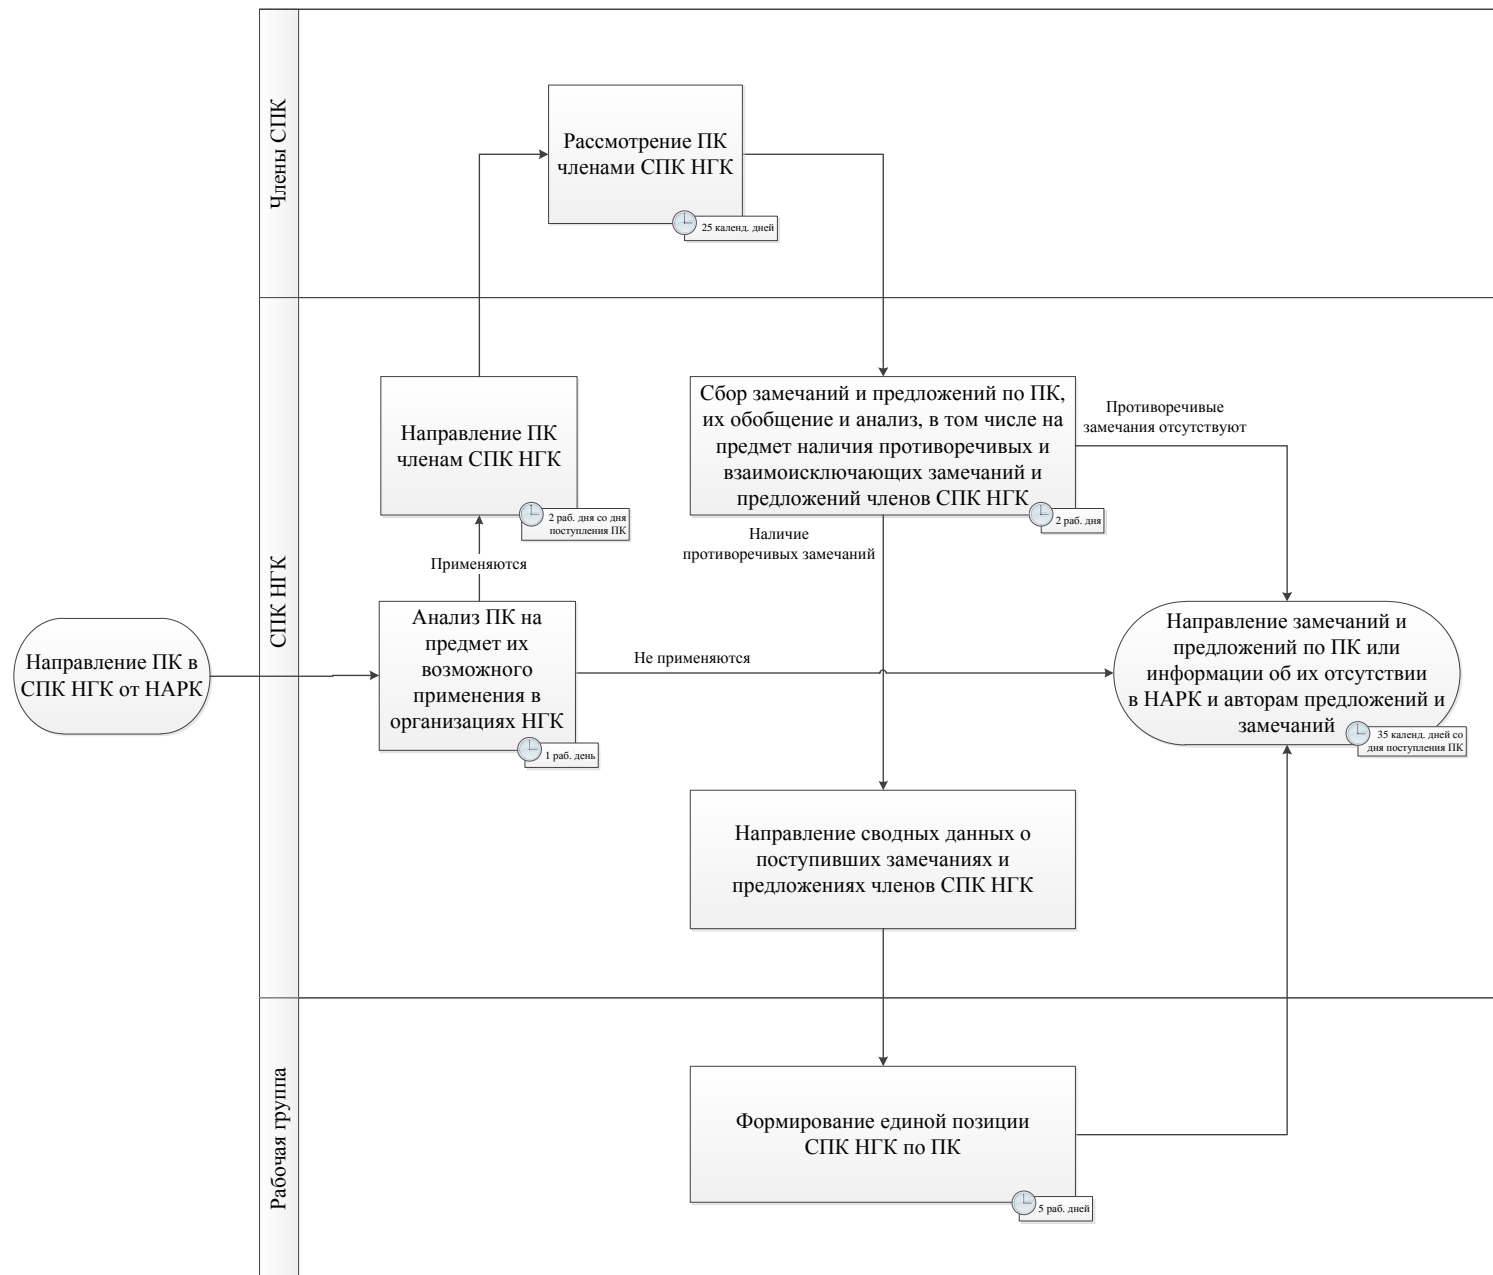 Члены СПК
Рассмотрение ПК
членами СПК НГК
25 календ. дней
СПК НГК
Направление ПК
членам СПК НГК
2 раб. дня со дня
поступления ПК
Сбор замечаний и предложений по ПК,
их обобщение и анализ, в том числе на
предмет наличия противоречивых и
взаимоисключающих замечаний и
предложений членов СПК НГК
2 раб. дня
Противоречивые
замечания отсутствуют
Наличие
противоречивых замечаний
Применяются
Направление ПК в
СПК НГК от НАРК
Анализ ПК на
предмет их
возможного
применения в
организациях НГК
1 раб. день
Не применяются
Направление замечаний и
предложений по ПК или
информации об их отсутствии
в НАРК и авторам предложений и
замечаний
35 календ. дней со
дня поступления ПК
Направление сводных данных о
поступивших замечаниях и
предложениях членов СПК НГК
Рабочая группа
Формирование единой позиции
СПК НГК по ПК
5 раб. дней